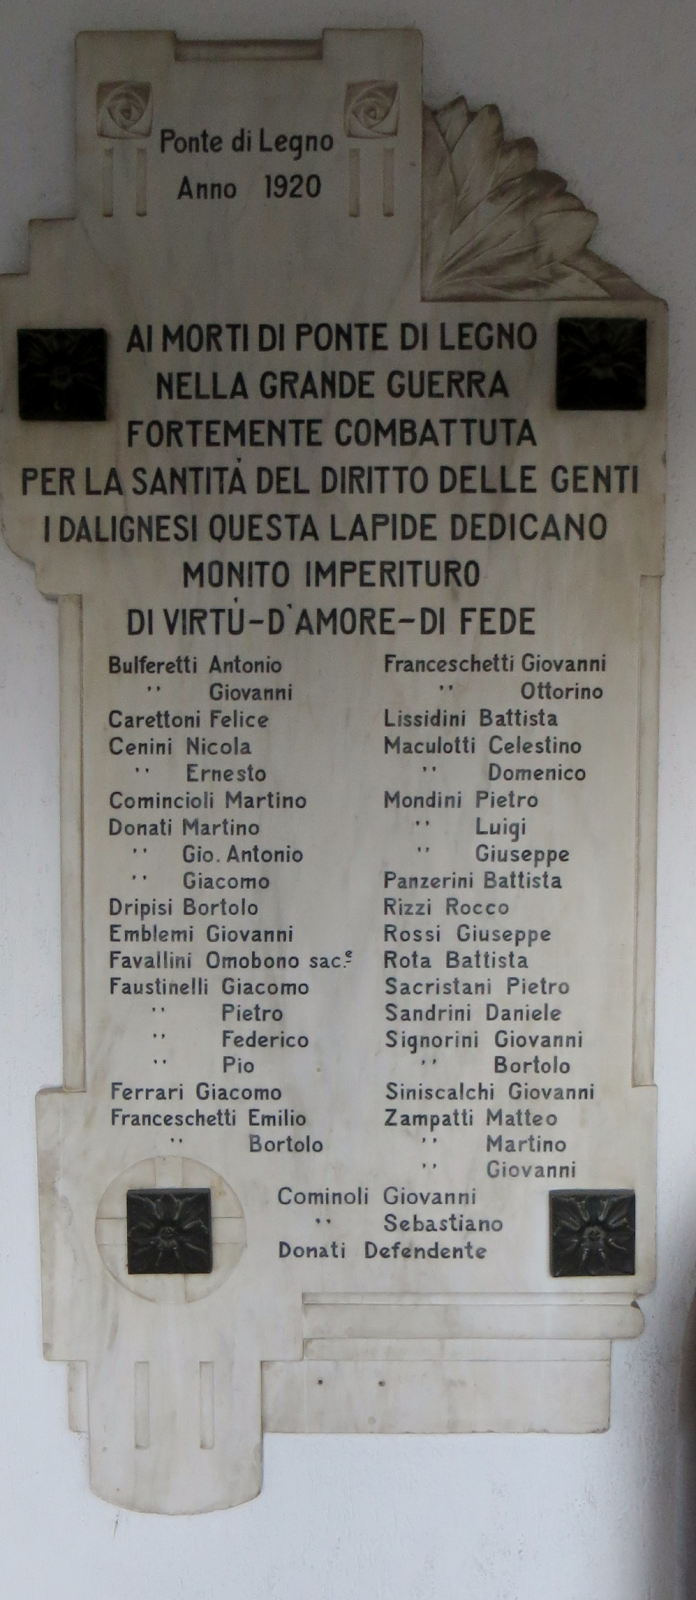 Ponte di Legno
Anno 1920
AI MORTI DI PONTE DI LEGNO
NELLA GRANDE GUERRA
FORTEMENTE COMBATTUTA
PER LA SANTITÀ DEL DIRITTO DELLE GENTI
I DALIGNESI QUESTA LAPIDE DEDICANO
MONITO IMPERITURO
DI VIRTÙ-D'AMORE-DI FEDE
Bulferetti Antonio
'' Giovanni
Carettoni Felice
Cenini Nicola
'' Ernesto
Comincioli Martino
Donati Martino
'' Gio. Antonio
'' Giacomo
Dripisi Bortolo
Emblemi Giovanni
Favallini Omobono sac.e
Faustinelli Giacomo
'' Pietro
'' Federico
'' Pio
Ferrari Giacomo
Franceschetti Emilio
'' Bortolo
Franceschetti Giovanni
'' Ottorino
Lissidini Battista
Maculotti Celestino
'' Domenico
Mondini Pietro
'' Luigi
'' Giuseppe
Panzerini Battista
Rizzi Rocco
Rossi Giuseppe
Rota Battista
Sacristani Pietro
Sandrini Daniele
Signorini Giovanni
'' Bortolo
Siniscalchi Giovanni
Zampatti Matteo
'' Martino
'' Giovanni
Cominoli Giovanni
'' Sebastiano
Donati Defendente